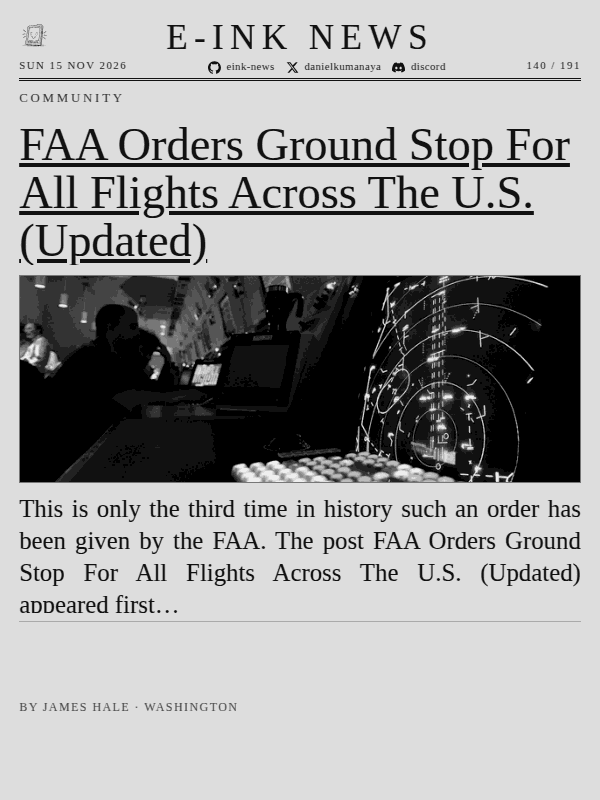 E-INK NEWS
SUN 15 NOV 2026
eink-news
danielkumanaya
discord
140 / 191
COMMUNITY
FAA Orders Ground Stop For
All Flights Across The U.S.
(Updated)
This is only the third time in history such an order has
been given by the FAA. The post FAA Orders Ground
Stop For All Flights Across The U.S. (Updated)
appeared first…
BY JAMES HALE · WASHINGTON